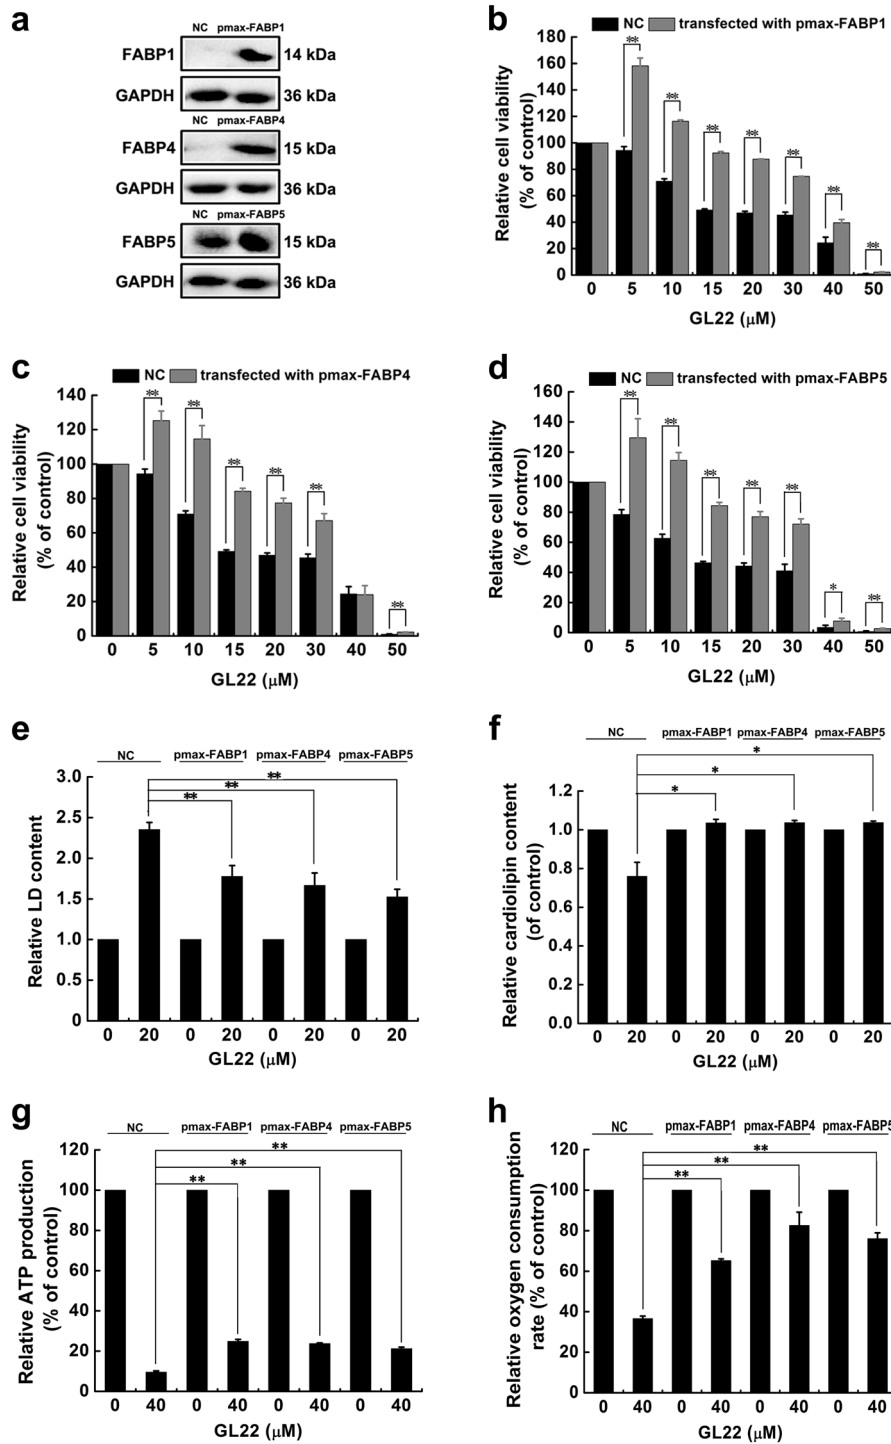 a
NC pmax-FABP1
FABP1 14 kDa
GAPDH 36 kDa
NC pmax-FABP4
FABP4 15 kDa
GAPDH 36 kDa
NC pmax-FABP5
FABP5 15 kDa
GAPDH 36 kDa
b
NC transfected with pmax-FABP1
Relative cell viability
(% of control)
180
160
140
120
100
80
60
40
20
0
** ** ** ** ** ** **
0 5 10 15 20 30 40 50
GL22 (μM)
c
NC transfected with pmax-FABP4
Relative cell viability
(% of control)
140
120
100
80
60
40
20
0
** ** ** ** ** **
0 5 10 15 20 30 40 50
GL22 (μM)
d
NC transfected with pmax-FABP5
Relative cell viability
(% of control)
160
140
120
100
80
60
40
20
0
** ** ** ** ** * **
0 5 10 15 20 30 40 50
GL22 (μM)
e
NC pmax-FABP1 pmax-FABP4 pmax-FABP5
Relative LD content
3.0
2.5
2.0
1.5
1.0
0.5
0.0
**
**
**
0 20 0 20 0 20 0 20
GL22 (μM)
f
NC pmax-FABP1 pmax-FABP4 pmax-FABP5
Relative cardiolipin content
(of control)
1.2
1.0
0.8
0.6
0.4
0.2
0.0
*
*
*
0 20 0 20 0 20 0 20
GL22 (μM)
g
NC pmax-FABP1 pmax-FABP4 pmax-FABP5
Relative ATP production
(% of control)
120
100
80
60
40
20
0
**
**
**
0 40 0 40 0 40 0 40
GL22 (μM)
h
NC pmax-FABP1 pmax-FABP4 pmax-FABP5
Relative oxygen consumption
rate (% of control)
120
100
80
60
40
20
0
**
**
**
0 40 0 40 0 40 0 40
GL22 (μM)